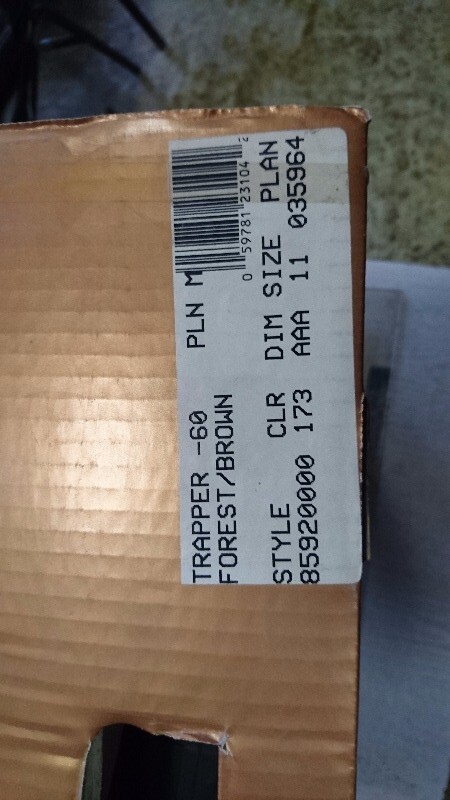 TRAPPER -60 PLN M
FOREST/BROWN
0 59781 23104 2
STYLE CLR DIM SIZE PLAN
85920000 173 AAA 11 035964